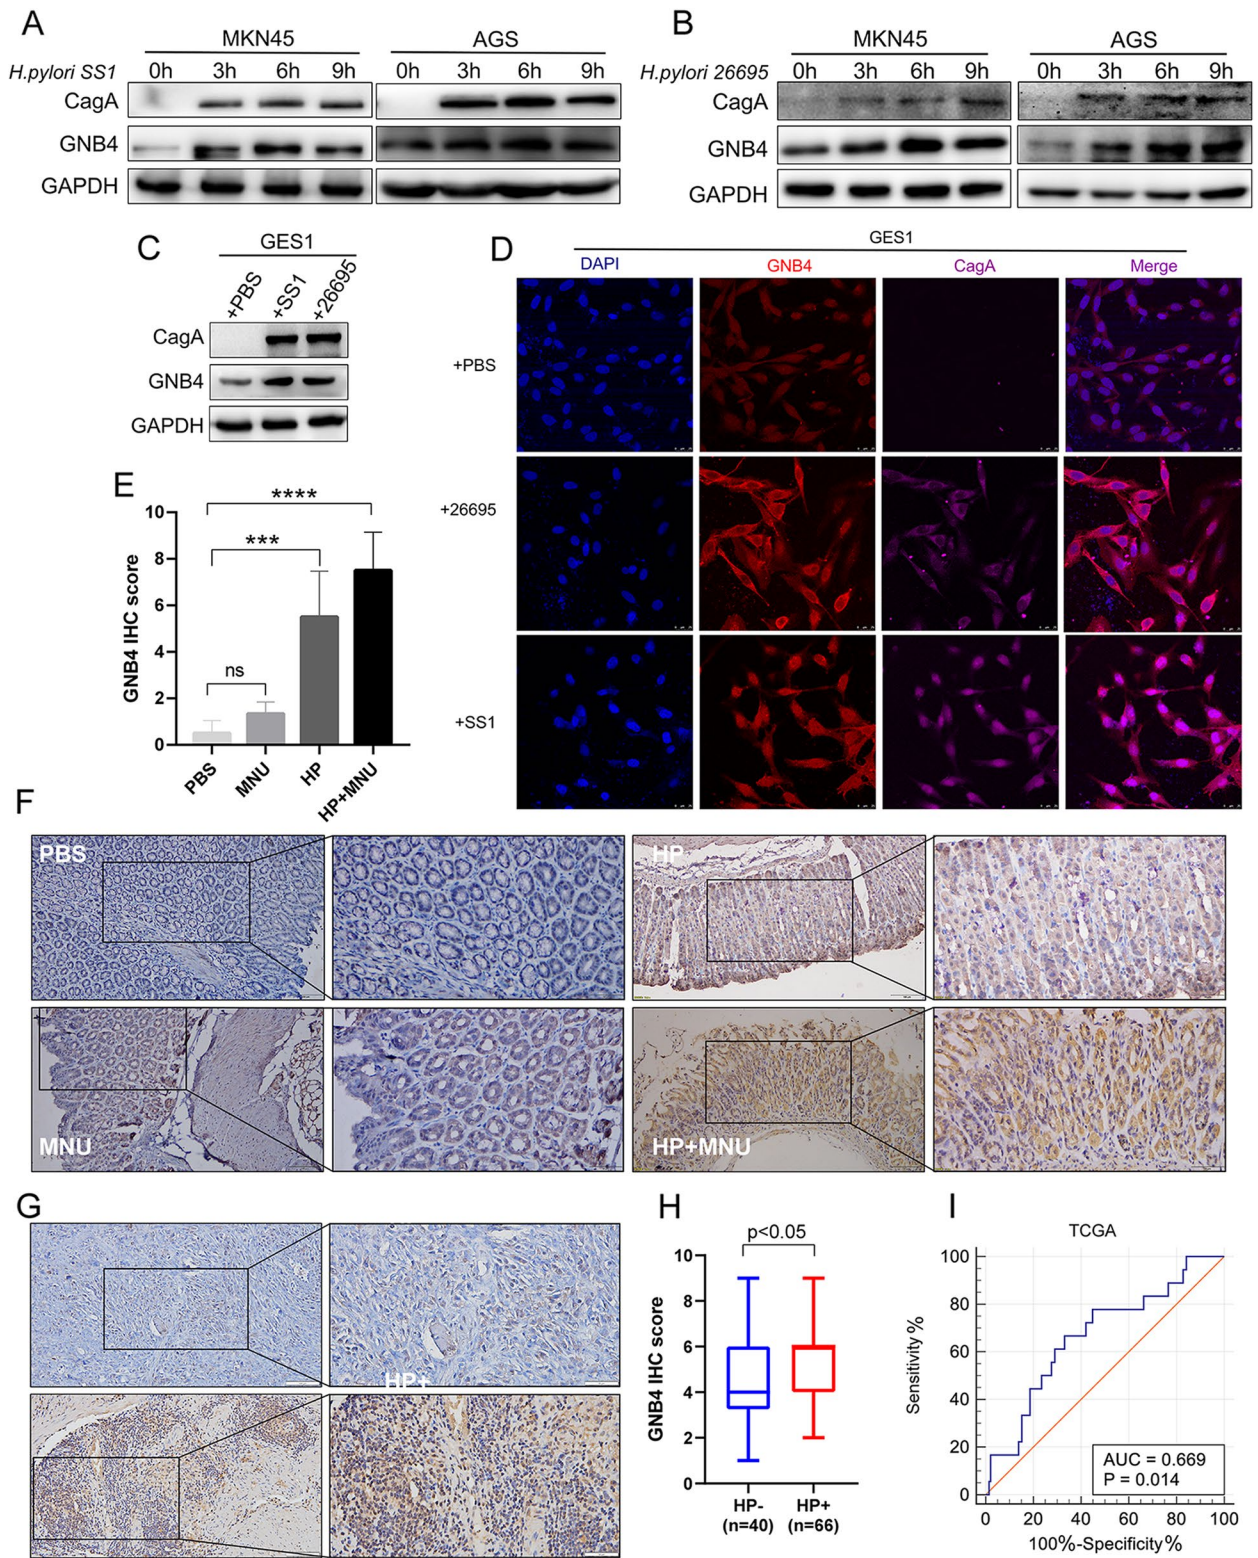 A
MKN45 AGS
H.pylori SS1 0h 3h 6h 9h 0h 3h 6h 9h
CagA
GNB4
GAPDH
B
MKN45 AGS
H.pylori 26695 0h 3h 6h 9h 0h 3h 6h 9h
CagA
GNB4
GAPDH
C
GES1
+PBS +SS1 +26695
CagA
GNB4
GAPDH
D
GES1
DAPI GNB4 CagA Merge
+PBS
+26695
+SS1
E
****
***
ns
GNB4 IHC score
10
8
6
4
2
0
PBS MNU HP HP+MNU
F
PBS HP
MNU HP+MNU
G
HP+
H
p<0.05
GNB4 IHC score
10
8
6
4
2
0
HP- HP+
(n=40) (n=66)
I
TCGA
Sensitivity %
100
80
60
40
20
0
AUC = 0.669
P = 0.014
0 20 40 60 80 100
100%-Specificity%